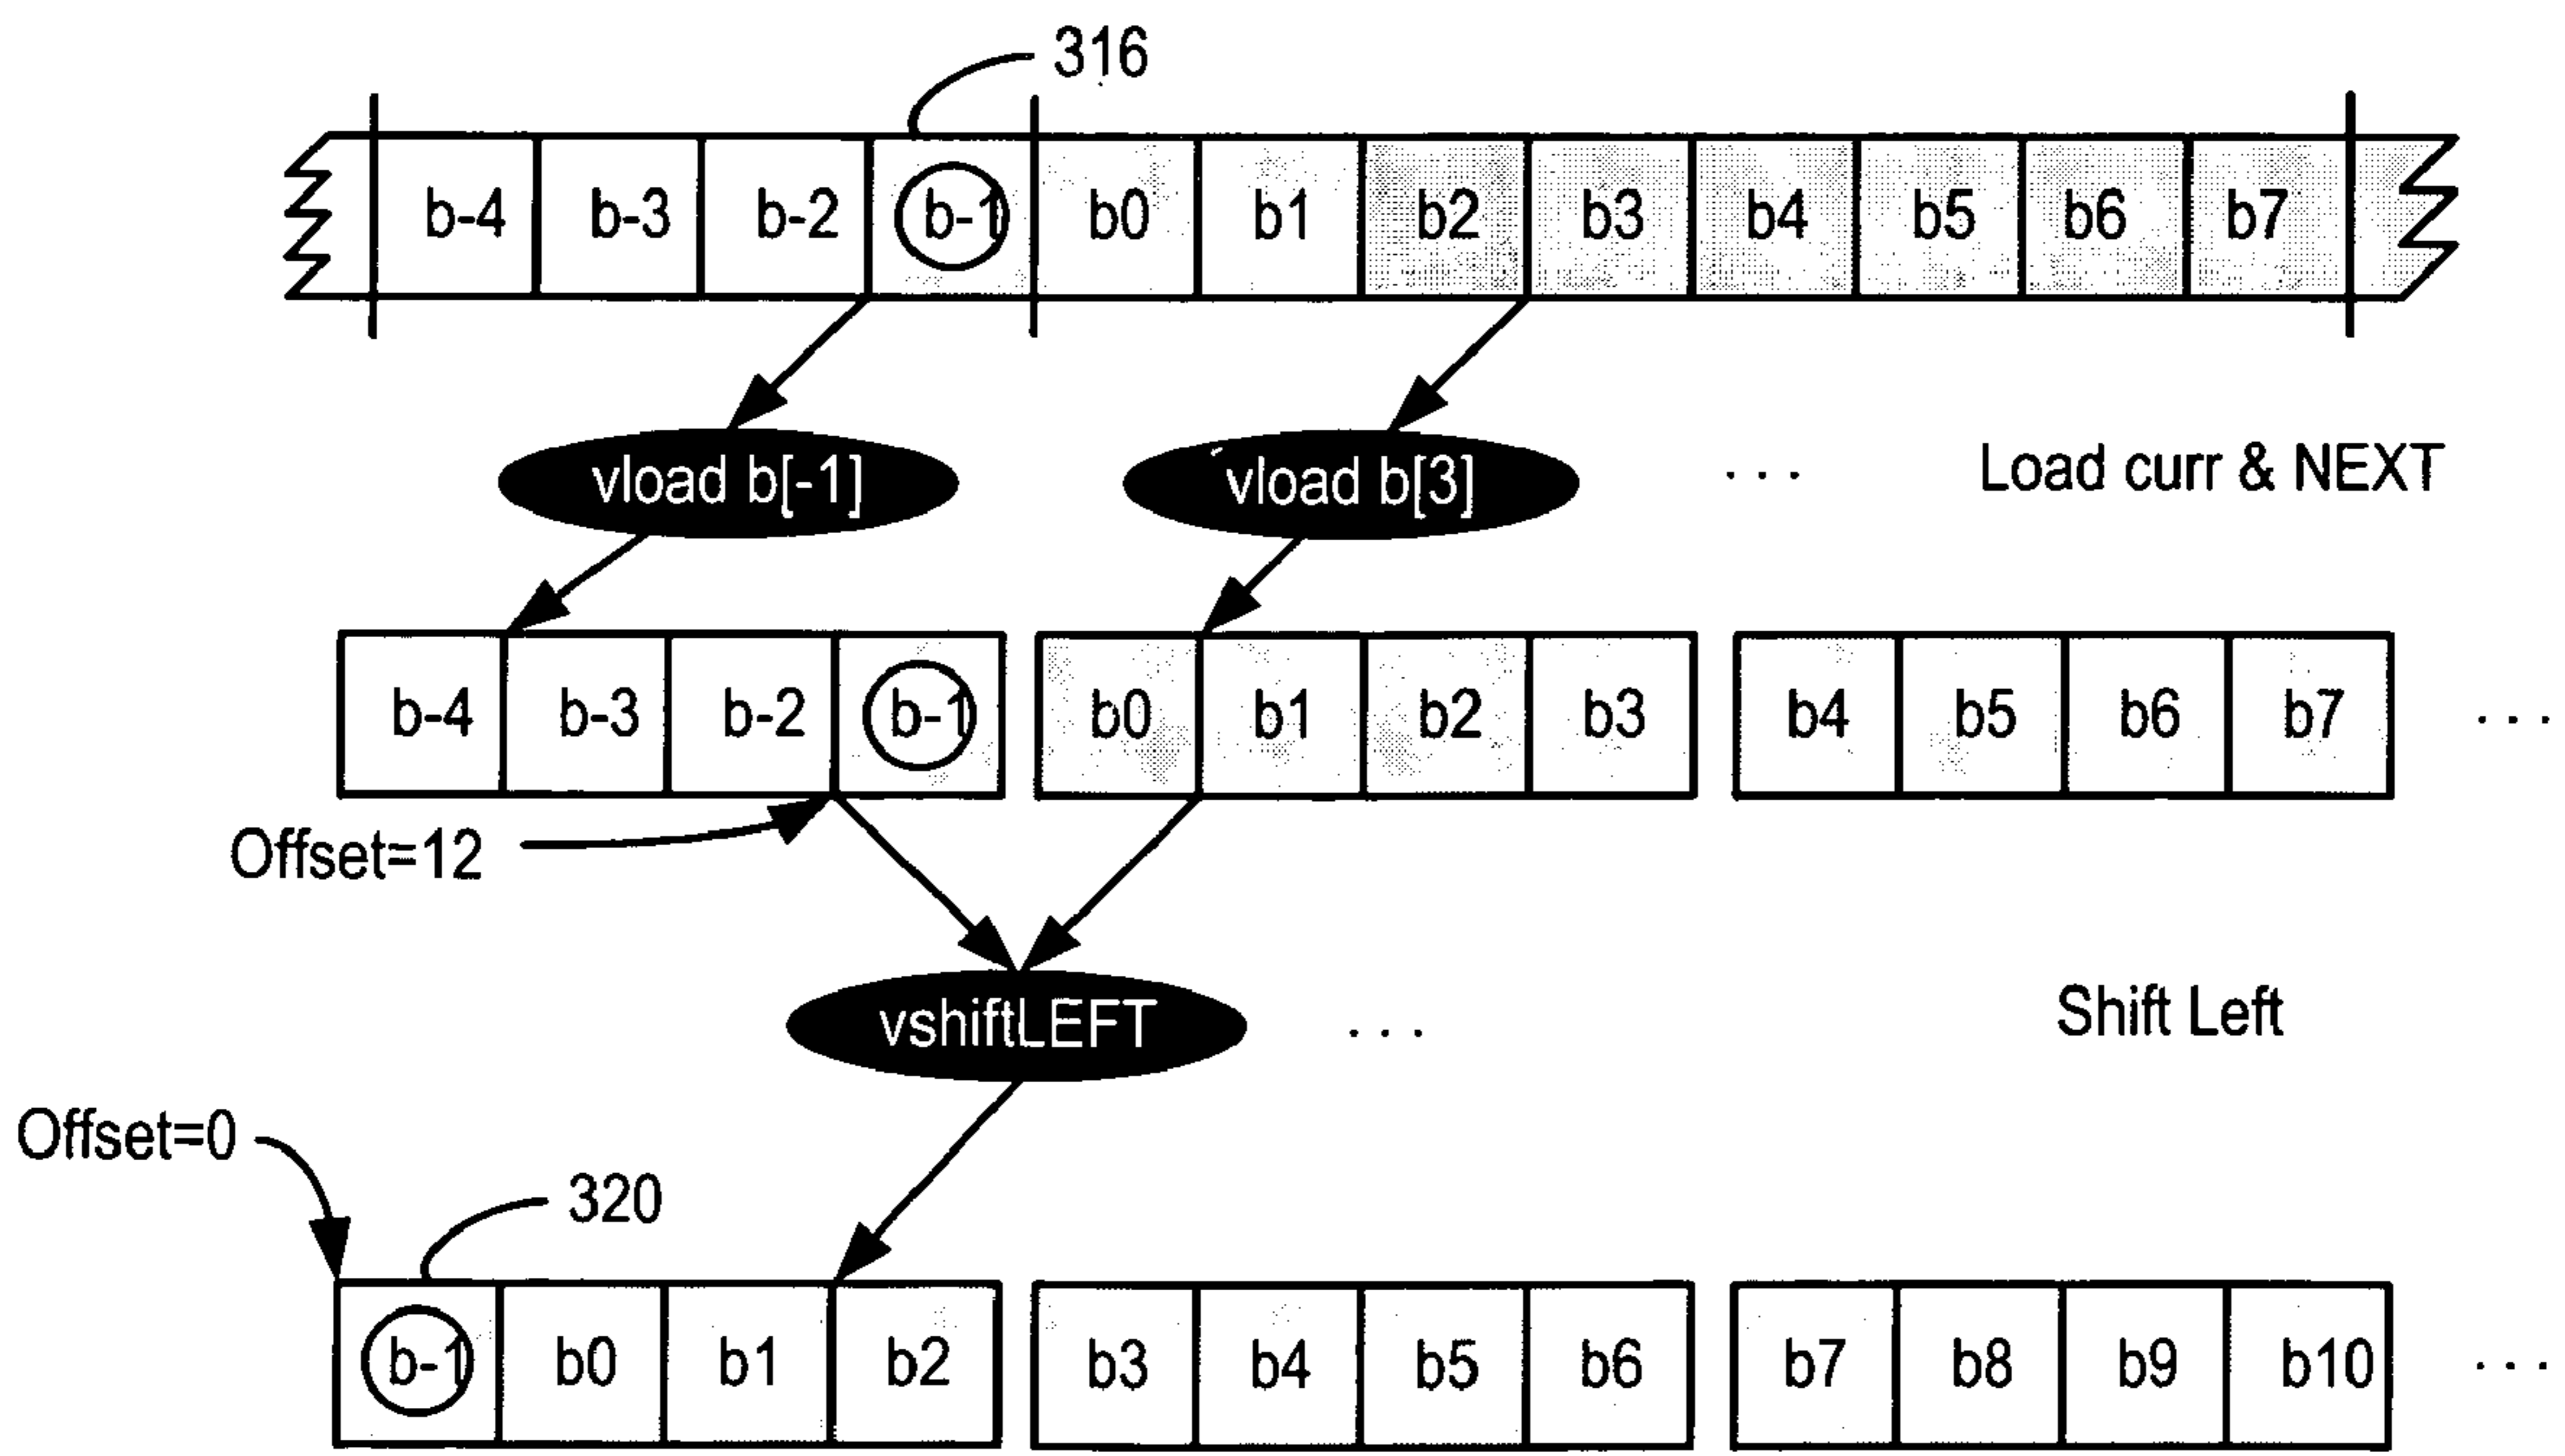 316
b-4 b-3 b-2 b-1 b0 b1 b2 b3 b4 b5 b6 b7
vload b[-1] vload b[3] . . . Load curr & NEXT
b-4 b-3 b-2 b-1 b0 b1 b2 b3 b4 b5 b6 b7 . . .
Offset=12
vshiftLEFT . . . Shift Left
Offset=0
320
b-1 b0 b1 b2 b3 b4 b5 b6 b7 b8 b9 b10 . . .